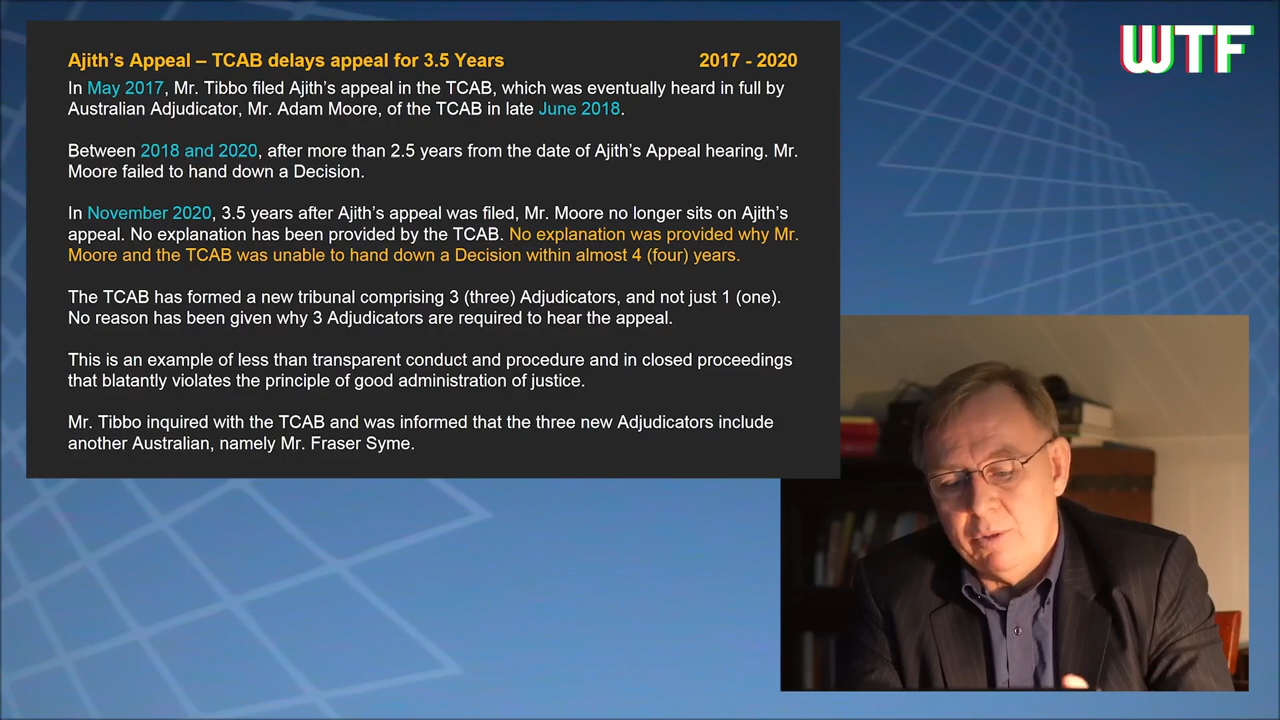 WTF
Ajith’s Appeal – TCAB delays appeal for 3.5 Years 2017 - 2020
In May 2017, Mr. Tibbo filed Ajith’s appeal in the TCAB, which was eventually heard in full by
Australian Adjudicator, Mr. Adam Moore, of the TCAB in late June 2018.
Between 2018 and 2020, after more than 2.5 years from the date of Ajith’s Appeal hearing. Mr.
Moore failed to hand down a Decision.
In November 2020, 3.5 years after Ajith’s appeal was filed, Mr. Moore no longer sits on Ajith’s
appeal. No explanation has been provided by the TCAB. No explanation was provided why Mr.
Moore and the TCAB was unable to hand down a Decision within almost 4 (four) years.
The TCAB has formed a new tribunal comprising 3 (three) Adjudicators, and not just 1 (one).
No reason has been given why 3 Adjudicators are required to hear the appeal.
This is an example of less than transparent conduct and procedure and in closed proceedings
that blatantly violates the principle of good administration of justice.
Mr. Tibbo inquired with the TCAB and was informed that the three new Adjudicators include
another Australian, namely Mr. Fraser Syme.